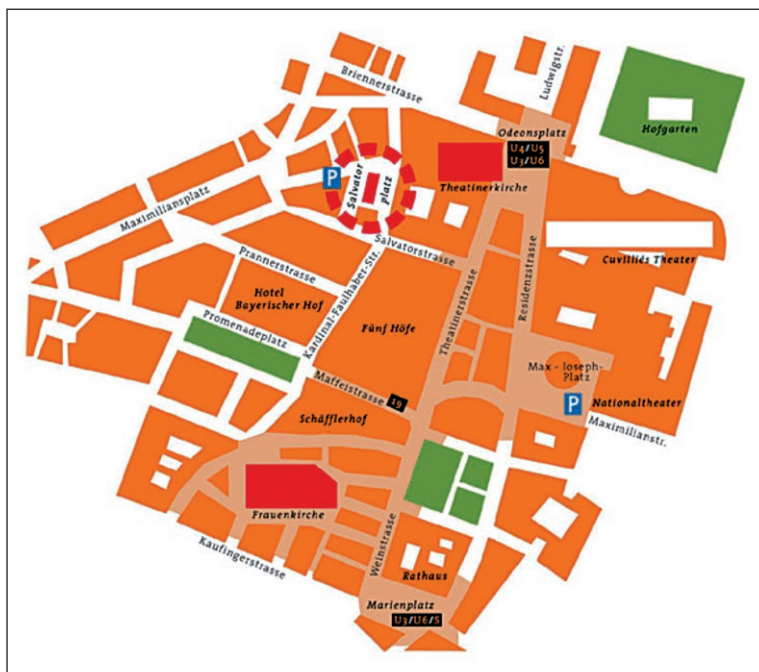 Briennerstrasse
Ludwigstr.
Odeonsplatz
U4/U5
U3/U6
Hofgarten
Theatinerkirche
P
Salvator
platz
Maximiliansplatz
Salvatorstrasse
Prannerstrasse
Kardinal-Faulhaber-Str.
Theatinerstrasse
Residenzstrasse
Cuvilliés Theater
Hotel
Bayerischer Hof
Promenadeplatz
Fünf Höfe
Max-Joseph-
Platz
Maffeistrasse
19
P
Nationaltheater
Maximilianstr.
Schäfflerhof
Frauenkirche
Kaufingerstrasse
Weinstrasse
Rathaus
Marienplatz
U3/U6/S